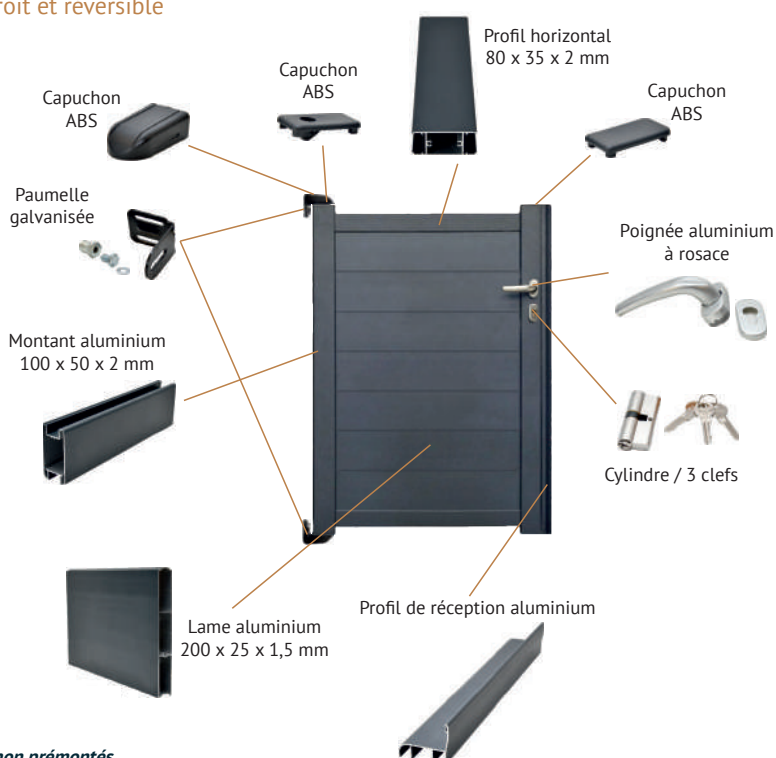 et réversible
Profil horizontal
80 x 35 x 2 mm
Capuchon
ABS
Capuchon
ABS
Capuchon
ABS
Paumelle
galvanisée
Poignée aluminium
à rosace
Montant aluminium
100 x 50 x 2 mm
Cylindre / 3 clefs
Profil de réception aluminium
Lame aluminium
200 x 25 x 1,5 mm
prémontés